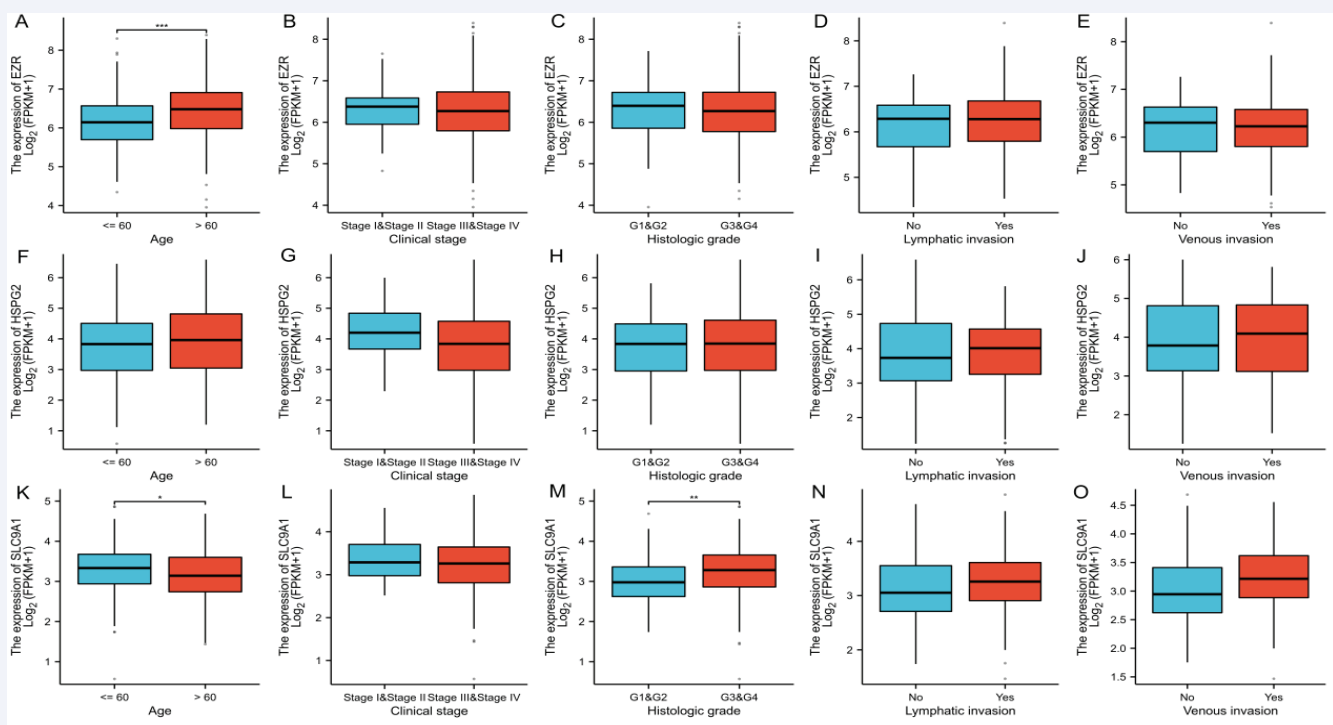 A
The expression of EZR
Log2 (FPKM+1)
8
7
6
5
4
***
<= 60
> 60
Age
B
The expression of EZR
Log2 (FPKM+1)
8
7
6
5
4
Stage I&Stage II
Stage III&Stage IV
Clinical stage
C
The expression of EZR
Log2 (FPKM+1)
8
7
6
5
4
G1&G2
G3&G4
Histologic grade
D
The expression of EZR
Log2 (FPKM+1)
8
7
6
5
No
Yes
Lymphatic invasion
E
The expression of EZR
Log2 (FPKM+1)
8
7
6
5
No
Yes
Venous invasion
F
The expression of HSPG2
Log2 (FPKM+1)
6
5
4
3
2
1
<= 60
> 60
Age
G
The expression of HSPG2
Log2 (FPKM+1)
6
5
4
3
2
1
Stage I&Stage II
Stage III&Stage IV
Clinical stage
H
The expression of HSPG2
Log2 (FPKM+1)
6
5
4
3
2
1
G1&G2
G3&G4
Histologic grade
I
The expression of HSPG2
Log2 (FPKM+1)
6
5
4
3
2
No
Yes
Lymphatic invasion
J
The expression of HSPG2
Log2 (FPKM+1)
6
5
4
3
2
No
Yes
Venous invasion
K
The expression of SLC9A1
Log2 (FPKM+1)
5
4
3
2
1
*
<= 60
> 60
Age
L
The expression of SLC9A1
Log2 (FPKM+1)
5
4
3
2
1
Stage I&Stage II
Stage III&Stage IV
Clinical stage
M
The expression of SLC9A1
Log2 (FPKM+1)
5
4
3
2
1
**
G1&G2
G3&G4
Histologic grade
N
The expression of SLC9A1
Log2 (FPKM+1)
4
3
2
No
Yes
Lymphatic invasion
O
The expression of SLC9A1
Log2 (FPKM+1)
4.5
4.0
3.5
3.0
2.5
2.0
1.5
No
Yes
Venous invasion